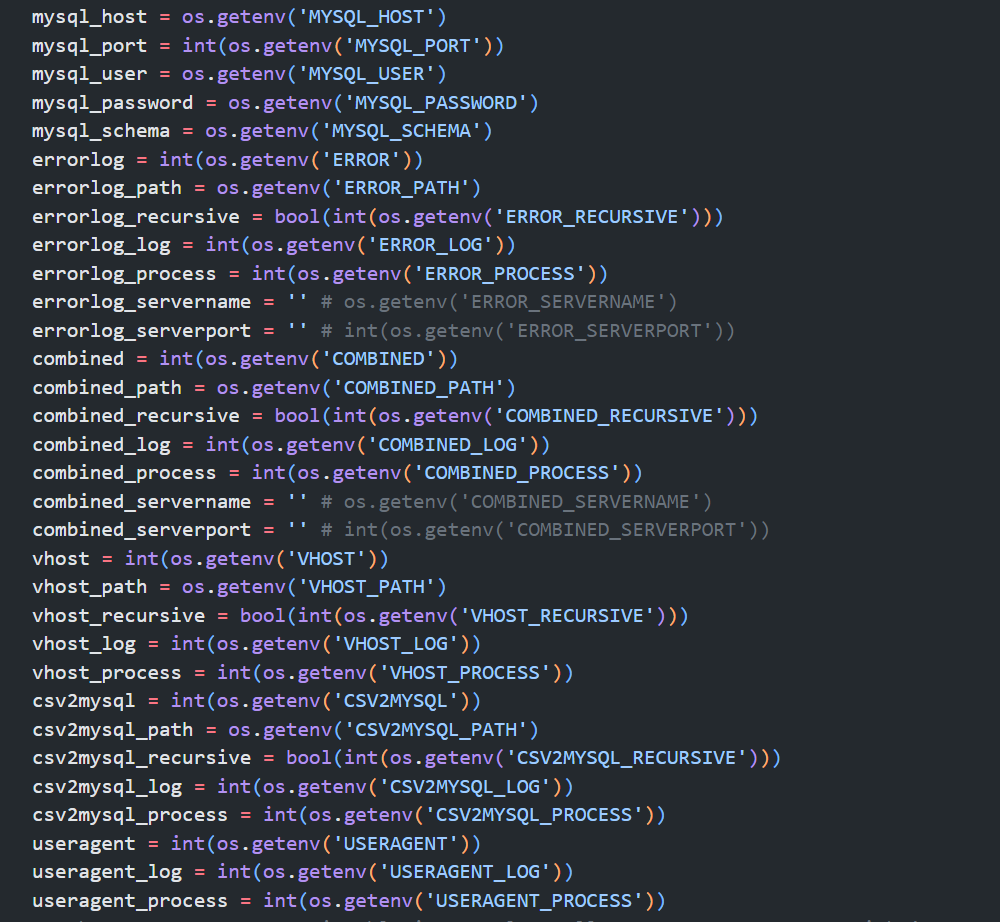 mysql_host = os.getenv('MYSQL_HOST')
mysql_port = int(os.getenv('MYSQL_PORT'))
mysql_user = os.getenv('MYSQL_USER')
mysql_password = os.getenv('MYSQL_PASSWORD')
mysql_schema = os.getenv('MYSQL_SCHEMA')
errorlog = int(os.getenv('ERROR'))
errorlog_path = os.getenv('ERROR_PATH')
errorlog_recursive = bool(int(os.getenv('ERROR_RECURSIVE')))
errorlog_log = int(os.getenv('ERROR_LOG'))
errorlog_process = int(os.getenv('ERROR_PROCESS'))
errorlog_servername = '' # os.getenv('ERROR_SERVERNAME')
errorlog_serverport = '' # int(os.getenv('ERROR_SERVERPORT'))
combined = int(os.getenv('COMBINED'))
combined_path = os.getenv('COMBINED_PATH')
combined_recursive = bool(int(os.getenv('COMBINED_RECURSIVE')))
combined_log = int(os.getenv('COMBINED_LOG'))
combined_process = int(os.getenv('COMBINED_PROCESS'))
combined_servername = '' # os.getenv('COMBINED_SERVERNAME')
combined_serverport = '' # int(os.getenv('COMBINED_SERVERPORT'))
vhost = int(os.getenv('VHOST'))
vhost_path = os.getenv('VHOST_PATH')
vhost_recursive = bool(int(os.getenv('VHOST_RECURSIVE')))
vhost_log = int(os.getenv('VHOST_LOG'))
vhost_process = int(os.getenv('VHOST_PROCESS'))
csv2mysql = int(os.getenv('CSV2MYSQL'))
csv2mysql_path = os.getenv('CSV2MYSQL_PATH')
csv2mysql_recursive = bool(int(os.getenv('CSV2MYSQL_RECURSIVE')))
csv2mysql_log = int(os.getenv('CSV2MYSQL_LOG'))
csv2mysql_process = int(os.getenv('CSV2MYSQL_PROCESS'))
useragent = int(os.getenv('USERAGENT'))
useragent_log = int(os.getenv('USERAGENT_LOG'))
useragent_process = int(os.getenv('USERAGENT_PROCESS'))